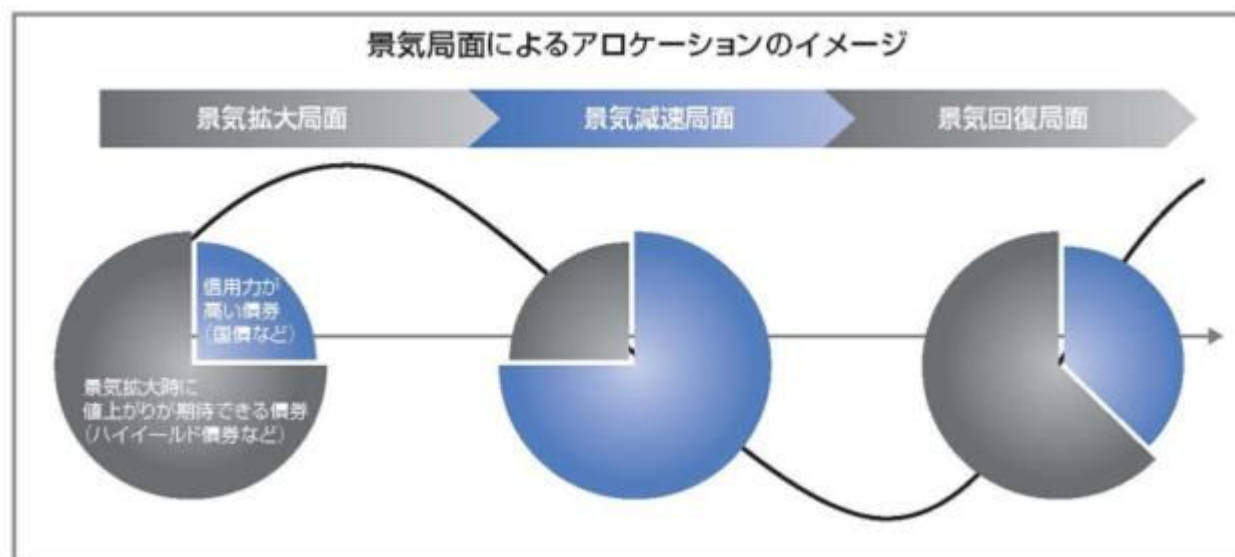 景気局面によるアロケーションのイメージ
景気拡大局面
景気減速局面
景気回復局面
信用力が
高い債券
(国債など)
景気拡大時に
値上がりが期待できる債券
(ハイイールド債券など)